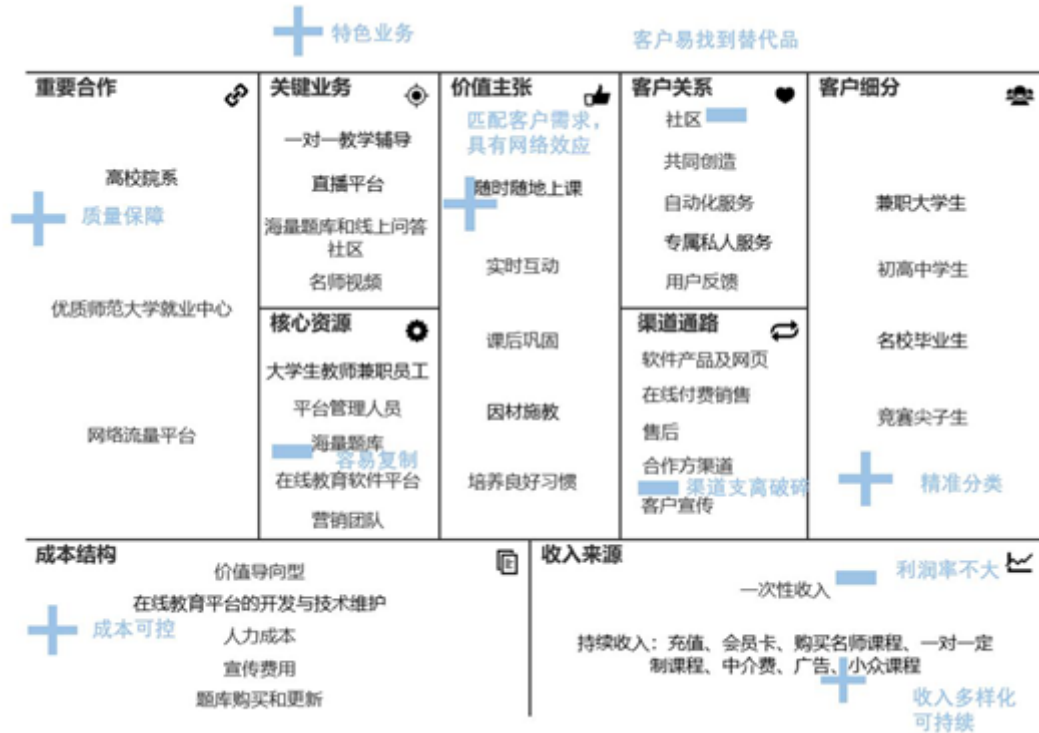 特色业务
客户易找到替代品
重要合作
高校院系
质量保障
优质师范大学就业中心
网络流量平台
关键业务
一对一教学辅导
直播平台
海量题库和线上问答
社区
名师视频
核心资源
大学生教师兼职员工
平台管理人员
海量题库
容易复制
在线教育软件平台
营销团队
价值主张
匹配客户需求，
具有网络效应
随时随地上课
实时互动
课后巩固
因材施教
培养良好习惯
客户关系
社区
共同创造
自动化服务
专属私人服务
用户反馈
渠道通路
软件产品及网页
在线付费销售
售后
合作方渠道
渠道支离破碎
客户宣传
客户细分
兼职大学生
初高中学生
名校毕业生
竞赛尖子生
精准分类
成本结构
价值导向型
在线教育平台的开发与技术维护
成本可控
人力成本
宣传费用
题库购买和更新
收入来源
利润率不大
一次性收入
持续收入：充值、会员卡、购买名师课程、一对一定
制课程、中介费、广告、小众课程
收入多样化
可持续